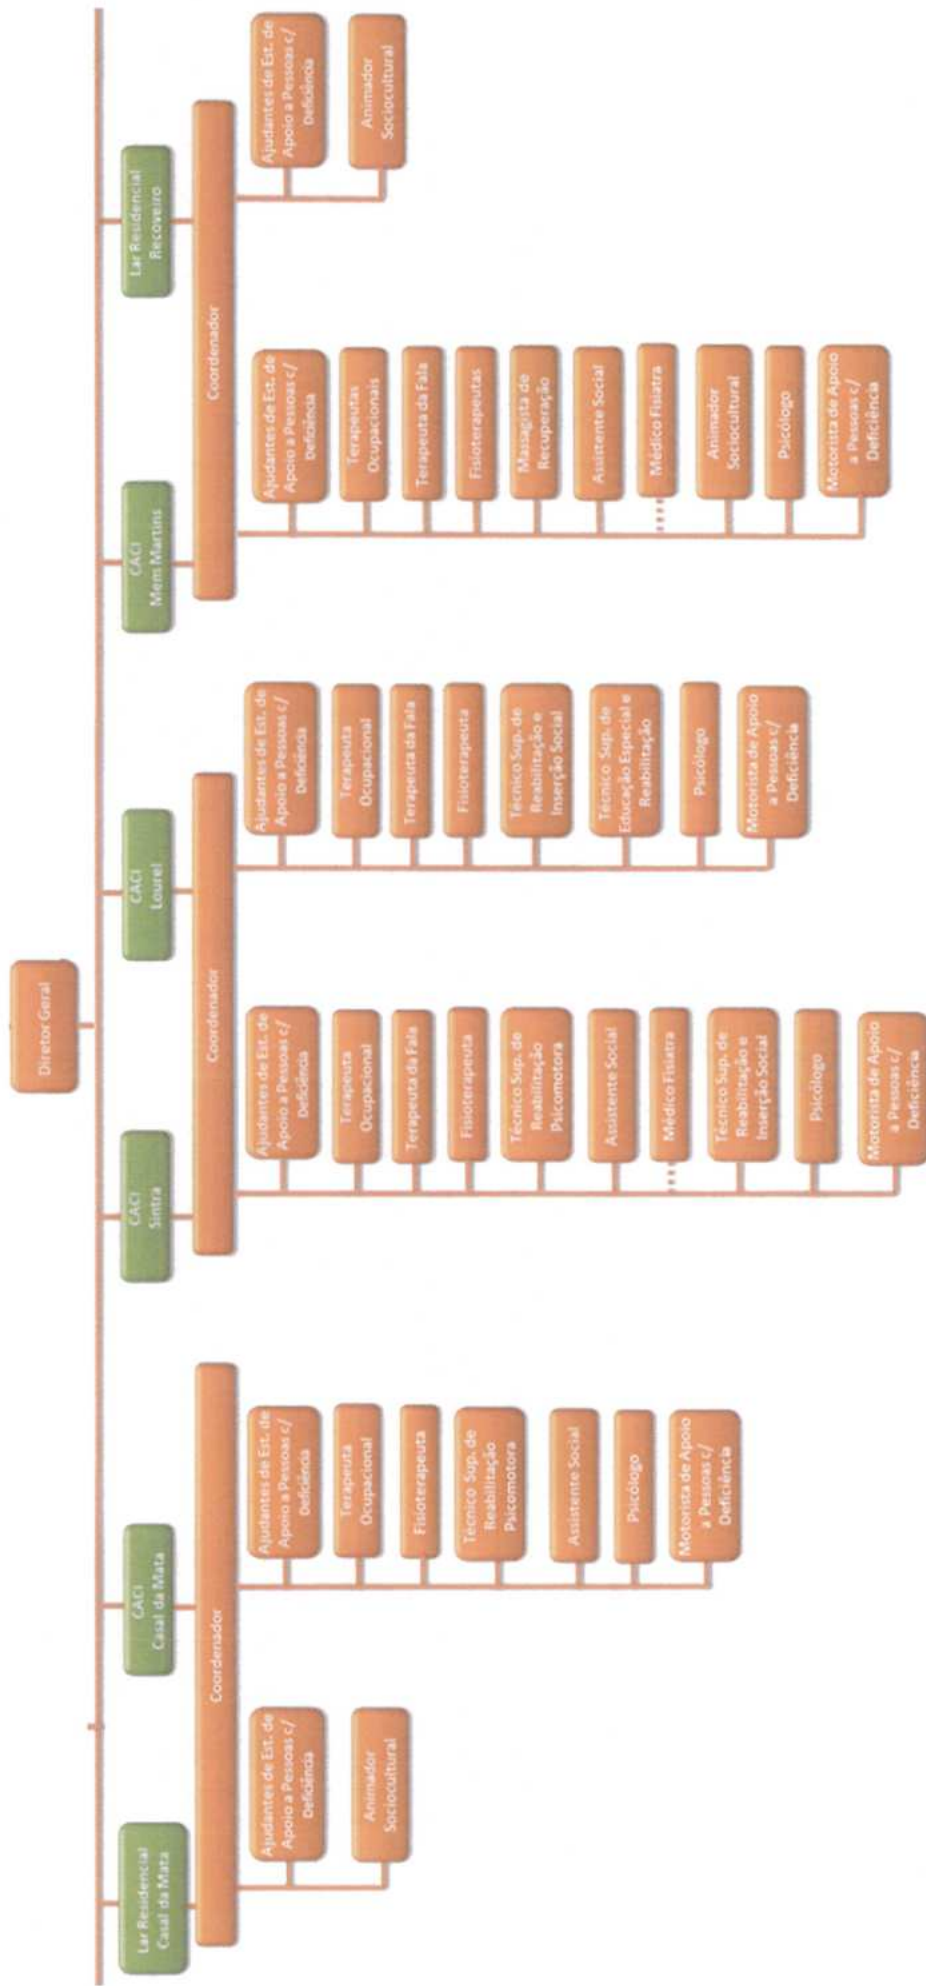 Diretor Geral
Lar Residencial
Casal da Mata
CACI
Casal da Mata
CACI
Sintra
CACI
Lourel
CACI
Mem Martins
Lar Residencial
Recoveiro
Coordenador
Coordenador
Coordenador
Ajudantes de Est. de
Apoio a Pessoas c/
Deficiência
Animador
Sociocultural
Ajudantes de Est. de
Apoio a Pessoas c/
Deficiência
Terapeuta
Ocupacional
Fisioterapeuta
Técnico Sup. de
Reabilitação
Psicomotora
Assistente Social
Psicólogo
Motorista de Apoio
a Pessoas c/
Deficiência
Ajudantes de Est. de
Apoio a Pessoas c/
Deficiência
Terapeuta
Ocupacional
Terapeuta da Fala
Fisioterapeuta
Técnico Sup. de
Reabilitação
Psicomotora
Assistente Social
Médico Fisiatra
Técnico Sup. de
Reabilitação e
Inserção Social
Psicólogo
Motorista de Apoio
a Pessoas c/
Deficiência
Ajudantes de Est. de
Apoio a Pessoas c/
Deficiência
Terapeuta
Ocupacional
Terapeuta da Fala
Fisioterapeuta
Técnico Sup. de
Reabilitação e
Inserção Social
Técnico Sup. de
Educação Especial e
Reabilitação
Psicólogo
Motorista de Apoio
a Pessoas c/
Deficiência
Ajudantes de Est. de
Apoio a Pessoas c/
Deficiência
Terapeutas
Ocupacionais
Terapeuta da Fala
Fisioterapeutas
Massagista de
Recuperação
Assistente Social
Médico Fisiatra
Animador
Sociocultural
Psicólogo
Motorista de Apoio
a Pessoas c/
Deficiência
Ajudantes de Est. de
Apoio a Pessoas c/
Deficiência
Animador
Sociocultural